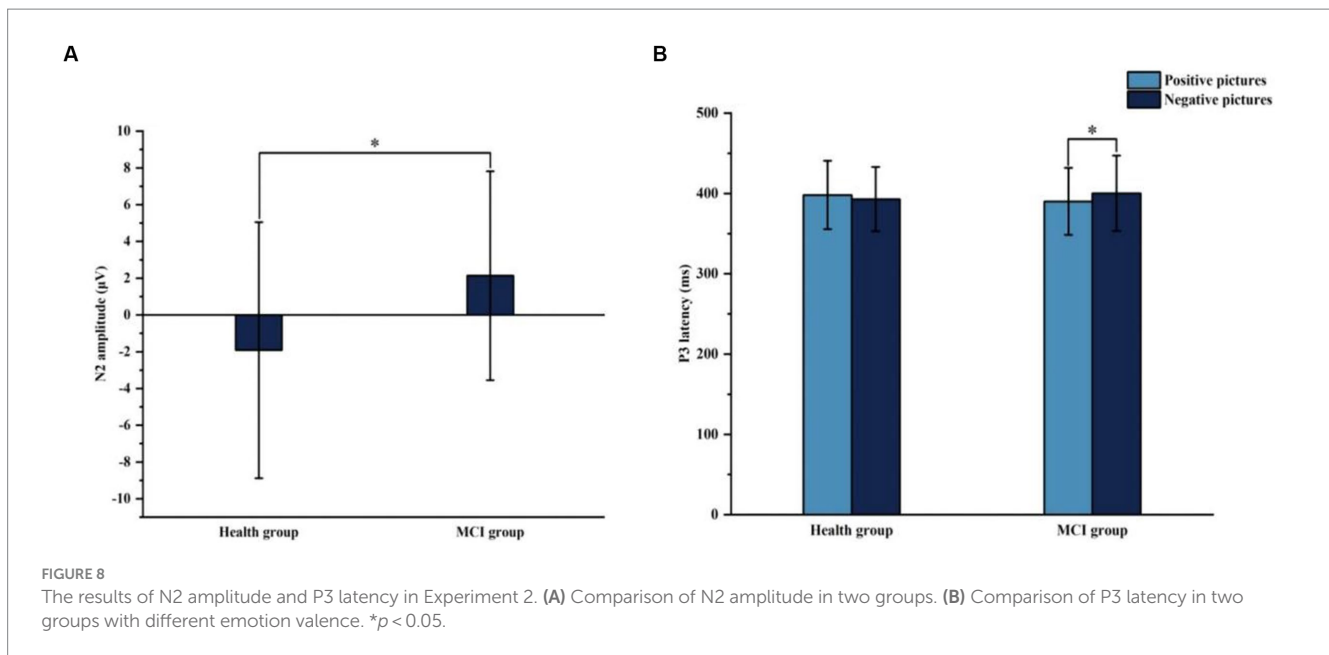 A
B
Positive pictures
Negative pictures
*
*
N2 amplitude (μV)
10
8
6
4
2
0
-2
-4
-6
-8
-10
Health group
MCI group
P3 latency (ms)
500
400
300
200
100
0
Health group
MCI group
FIGURE 8
The results of N2 amplitude and P3 latency in Experiment 2. (A) Comparison of N2 amplitude in two groups. (B) Comparison of P3 latency in two
groups with different emotion valence. *p < 0.05.